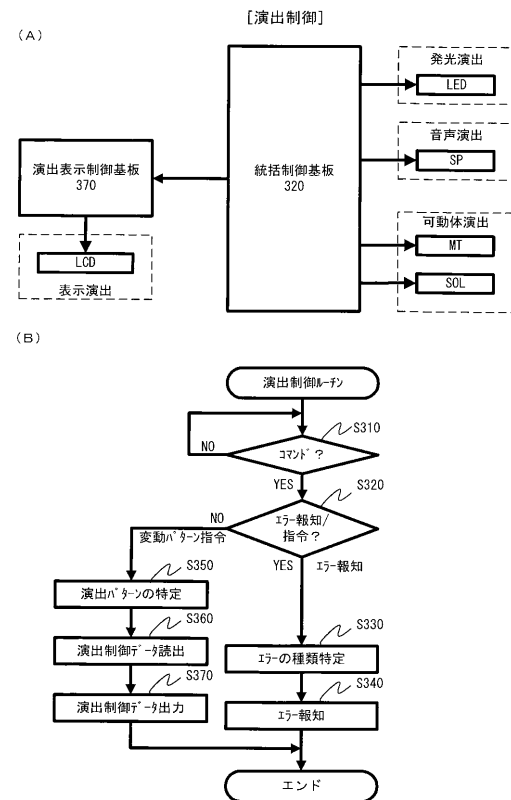 [演出制御]
(A)
発光演出
LED
音声演出
SP
演出表示制御基板
370
統括制御基板
320
可動体演出
MT
SOL
LCD
表示演出
(B)
演出制御ルーチン
S310
コマンド?
NO
YES
S320
エラー報知/
指令?
NO
変動パターン指令
YES エラー報知
S350
演出パターンの特定
S360
演出制御データ読出
S330
エラーの種類特定
S370
演出制御データ出力
S340
エラー報知
エンド